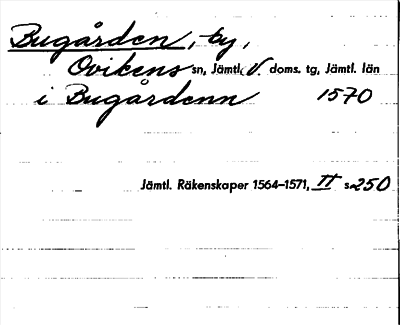 Bugården, by,
Ovikens sn, Jämtl. V. doms. tg, Jämtl. län
i Bugårdenn 1570
Jämtl. Räkenskaper 1564–1571, II s. 250